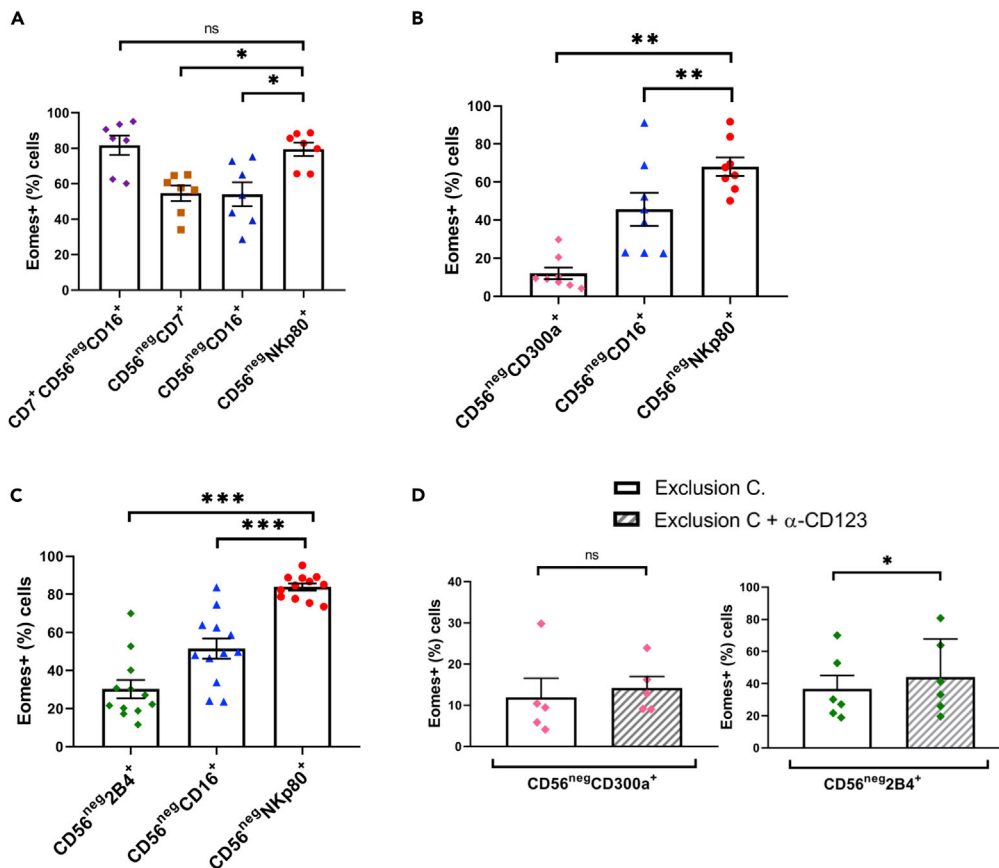 A
ns
*
*
Eomes+ (%) cells
100
80
60
40
20
0
CD7⁺CD56ⁿᵉᵍCD16⁺
CD56ⁿᵉᵍCD7⁺
CD56ⁿᵉᵍCD16⁺
CD56ⁿᵉᵍNKp80⁺
B
**
**
Eomes+ (%) cells
100
80
60
40
20
0
CD56ⁿᵉᵍCD300a⁺
CD56ⁿᵉᵍCD16⁺
CD56ⁿᵉᵍNKp80⁺
C
***
***
Eomes+ (%) cells
100
80
60
40
20
0
CD56ⁿᵉᵍ2B4⁺
CD56ⁿᵉᵍCD16⁺
CD56ⁿᵉᵍNKp80⁺
D
Exclusion C.
Exclusion C + α-CD123
ns
Eomes+ (%) cells
40
30
20
10
0
CD56ⁿᵉᵍCD300a⁺
*
Eomes+ (%) cells
100
80
60
40
20
0
CD56ⁿᵉᵍ2B4⁺